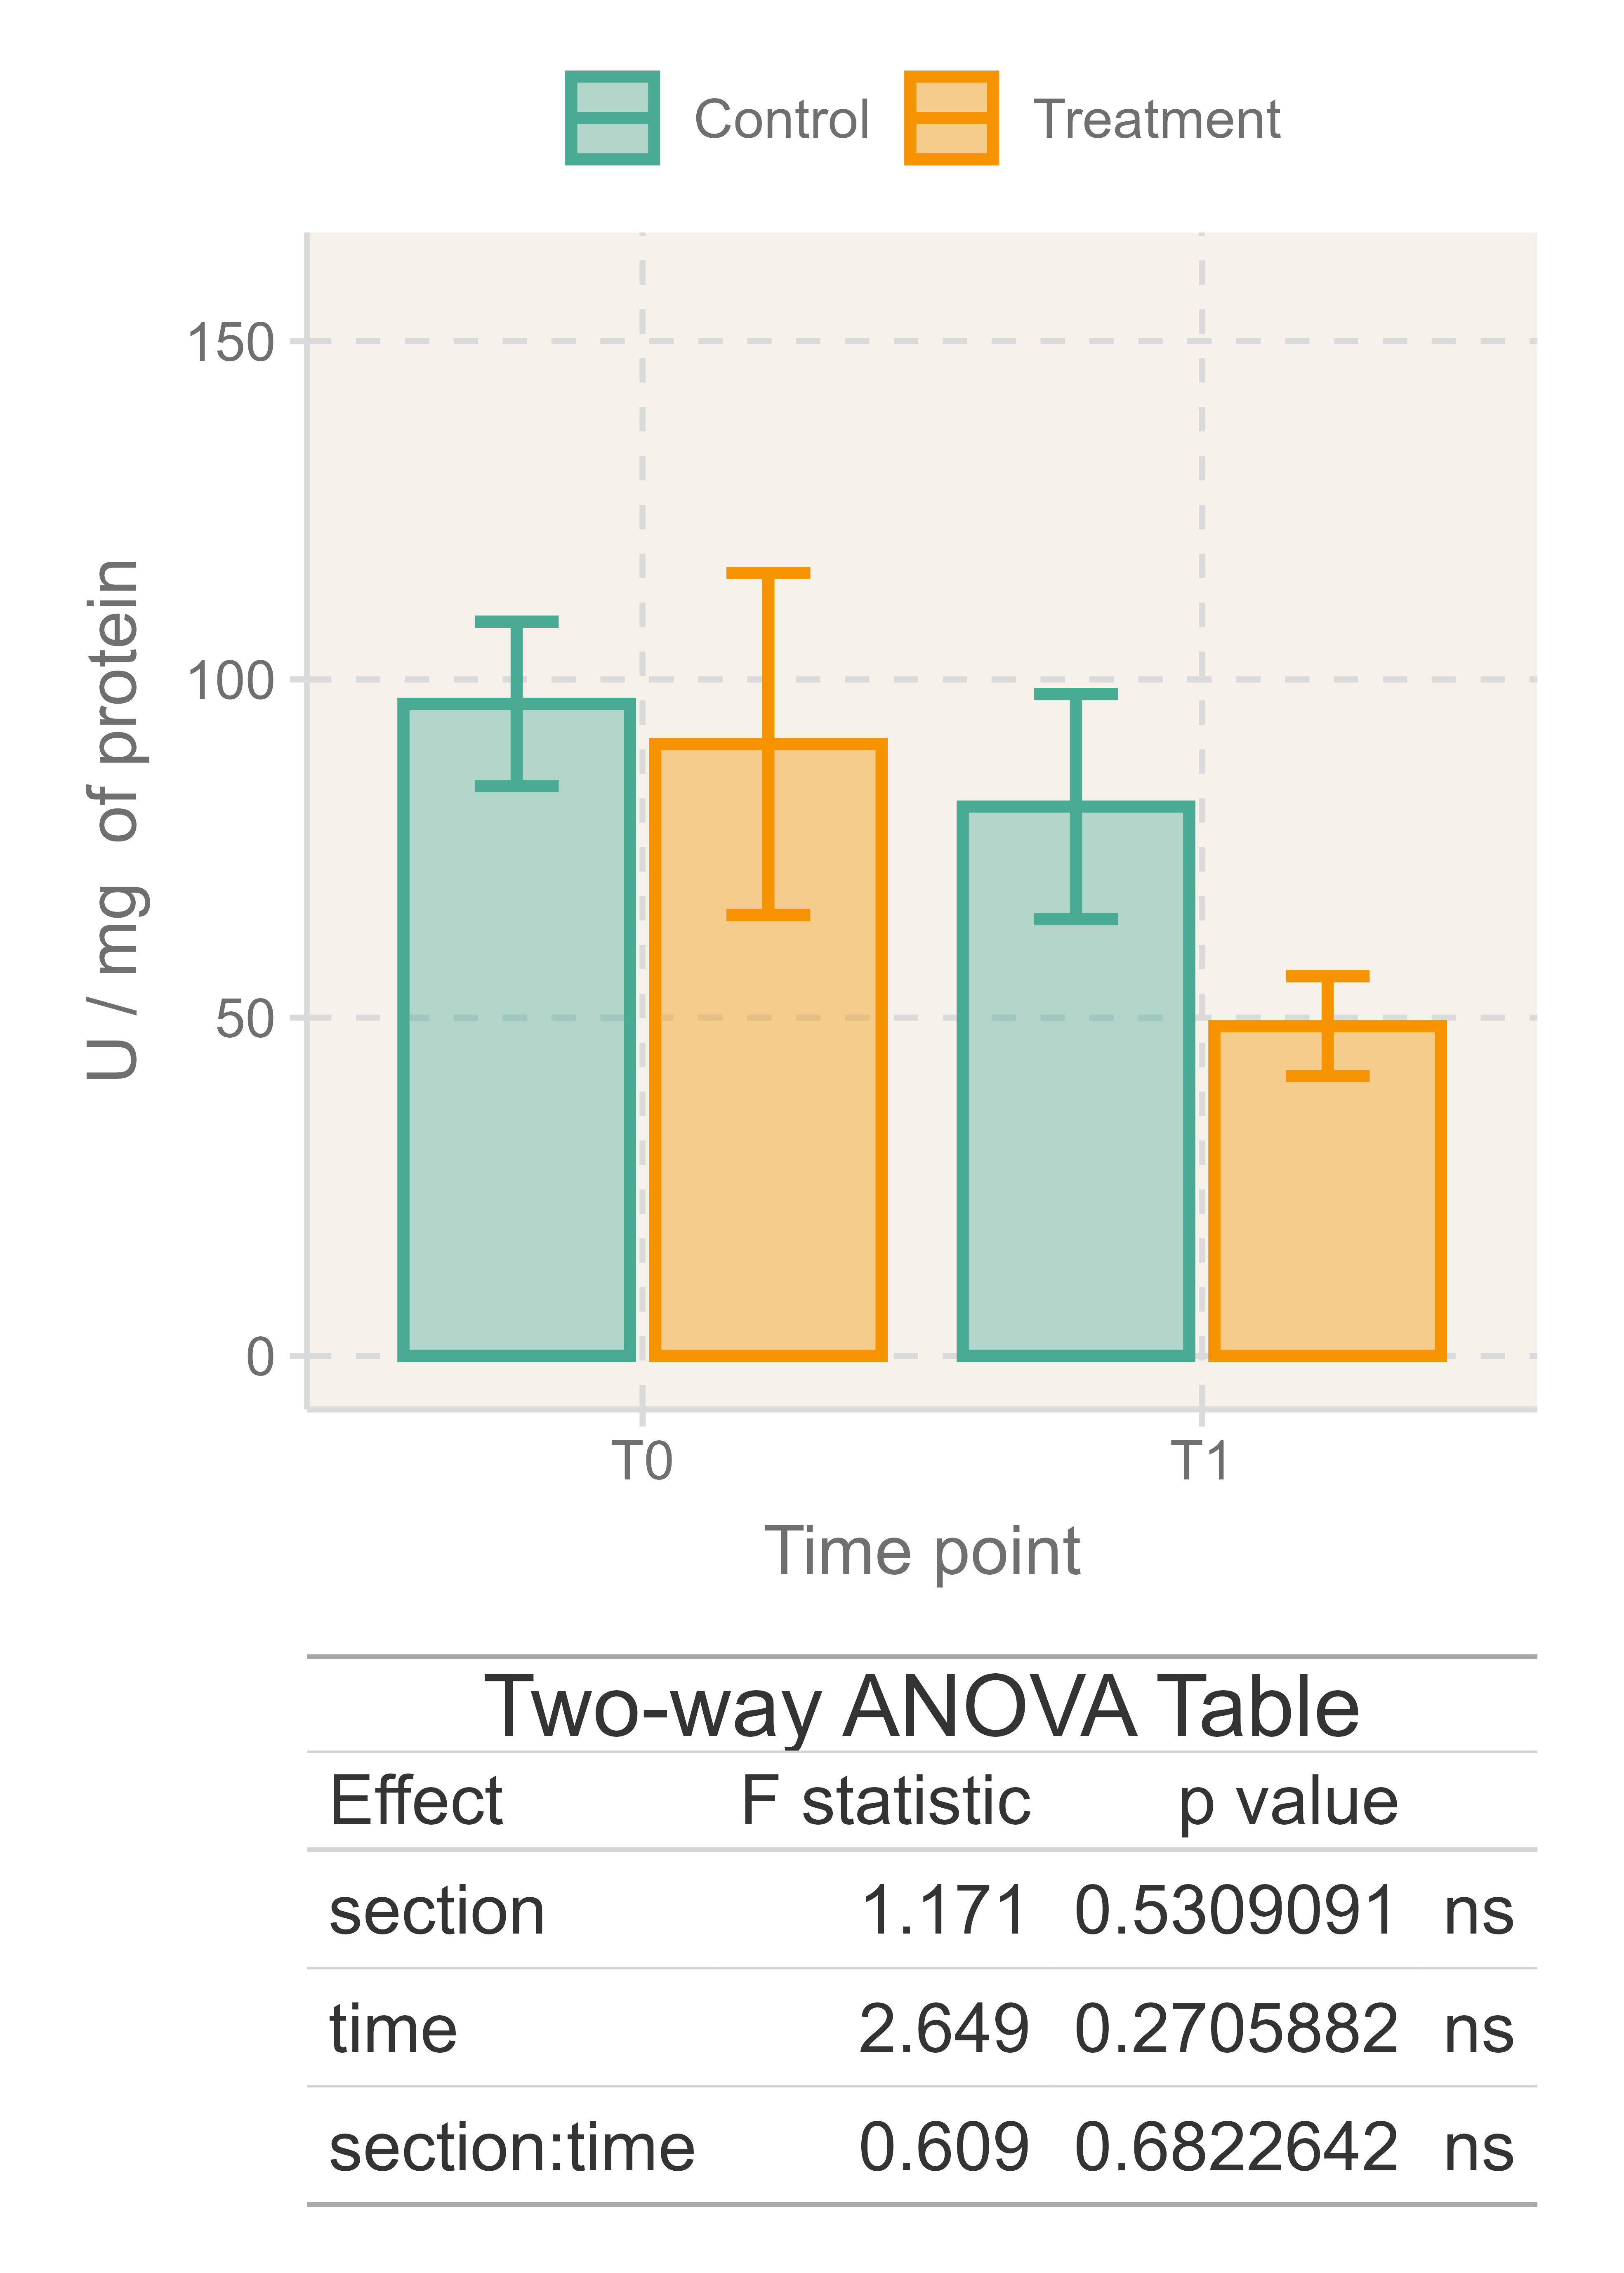 Control Treatment
150
100
50
0
U / mg of protein
T0 T1
Time point
Two-way ANOVA Table
Effect F statistic p value
section 1.171 0.5309091 ns
time 2.649 0.2705882 ns
section:time 0.609 0.6822642 ns